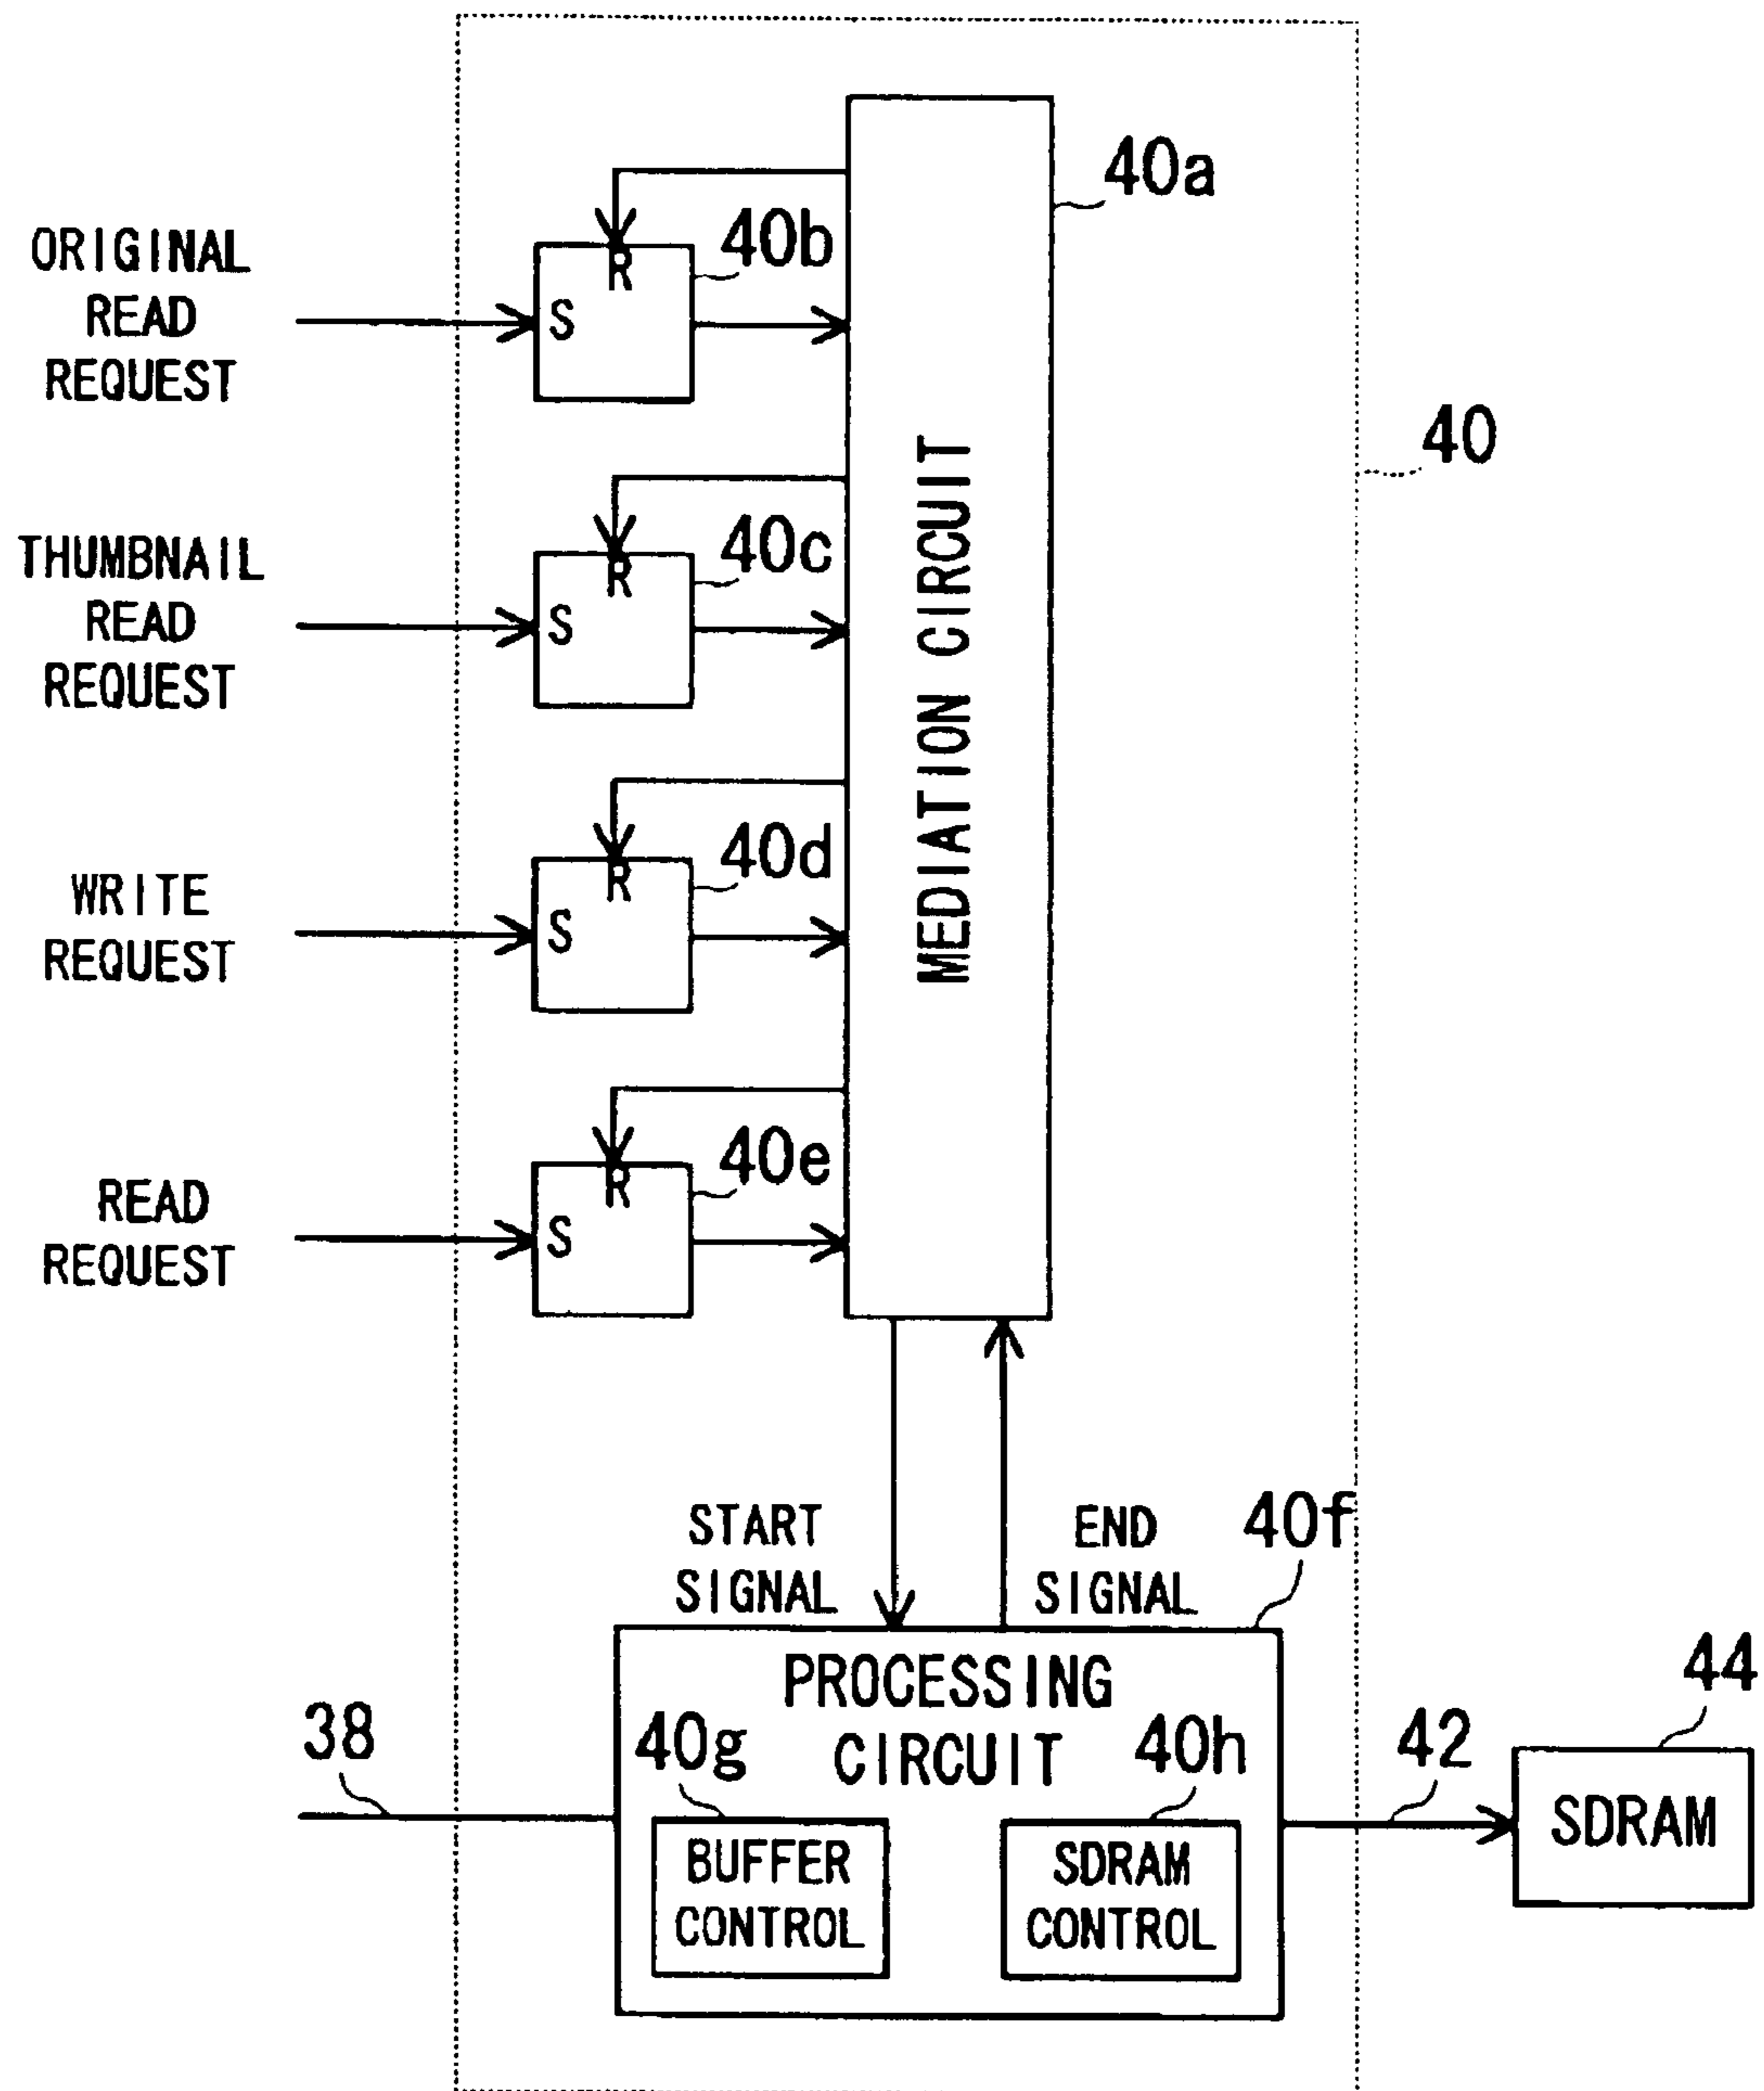 40a
ORIGINAL
READ
REQUEST
R
40b
S
40
THUMBNAIL
READ
REQUEST
R
40c
S
MEDIATION CIRCUIT
WRITE
REQUEST
R
40d
S
READ
REQUEST
R
40e
S
START
SIGNAL
END
SIGNAL
40f
PROCESSING
CIRCUIT
38
40g
40h
42
44
BUFFER
CONTROL
SDRAM
CONTROL
SDRAM